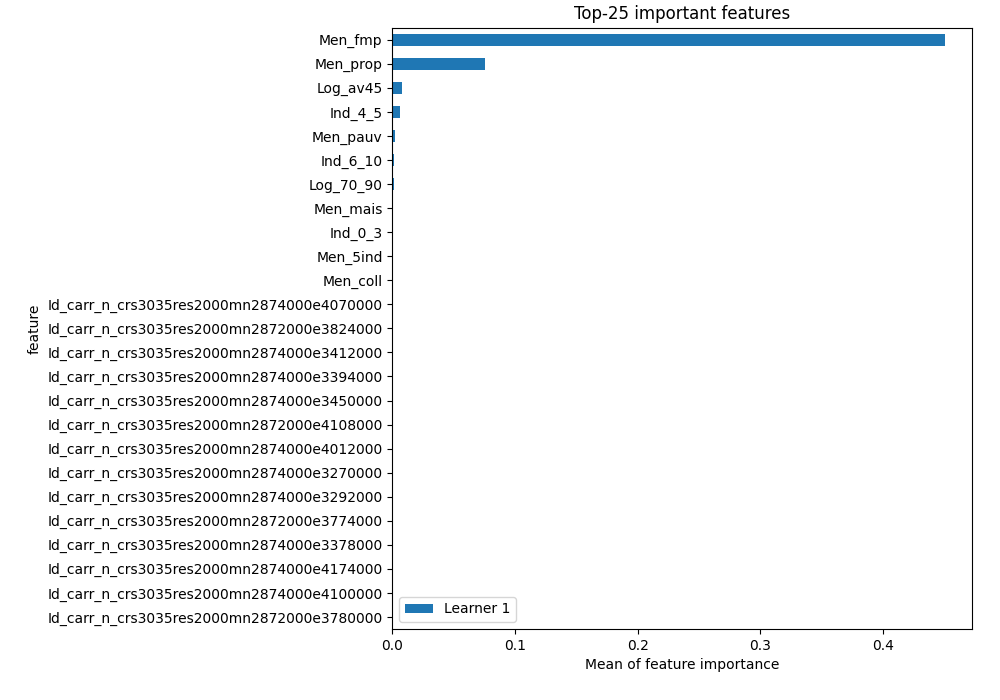 Top-25 important features
Men_fmp
Men_prop
Log_av45
Ind_4_5
Men_pauv
Ind_6_10
Log_70_90
Men_mais
Ind_0_3
Men_5ind
Men_coll
Id_carr_n_crs3035res2000mn2874000e4070000
Id_carr_n_crs3035res2000mn2872000e3824000
Id_carr_n_crs3035res2000mn2874000e3412000
Id_carr_n_crs3035res2000mn2874000e3394000
Id_carr_n_crs3035res2000mn2874000e3450000
Id_carr_n_crs3035res2000mn2872000e4108000
Id_carr_n_crs3035res2000mn2874000e4012000
Id_carr_n_crs3035res2000mn2874000e3270000
Id_carr_n_crs3035res2000mn2874000e3292000
Id_carr_n_crs3035res2000mn2872000e3774000
Id_carr_n_crs3035res2000mn2874000e3378000
Id_carr_n_crs3035res2000mn2874000e4174000
Id_carr_n_crs3035res2000mn2874000e4100000
Id_carr_n_crs3035res2000mn2872000e3780000
feature
Learner 1
0.0 0.1 0.2 0.3 0.4
Mean of feature importance